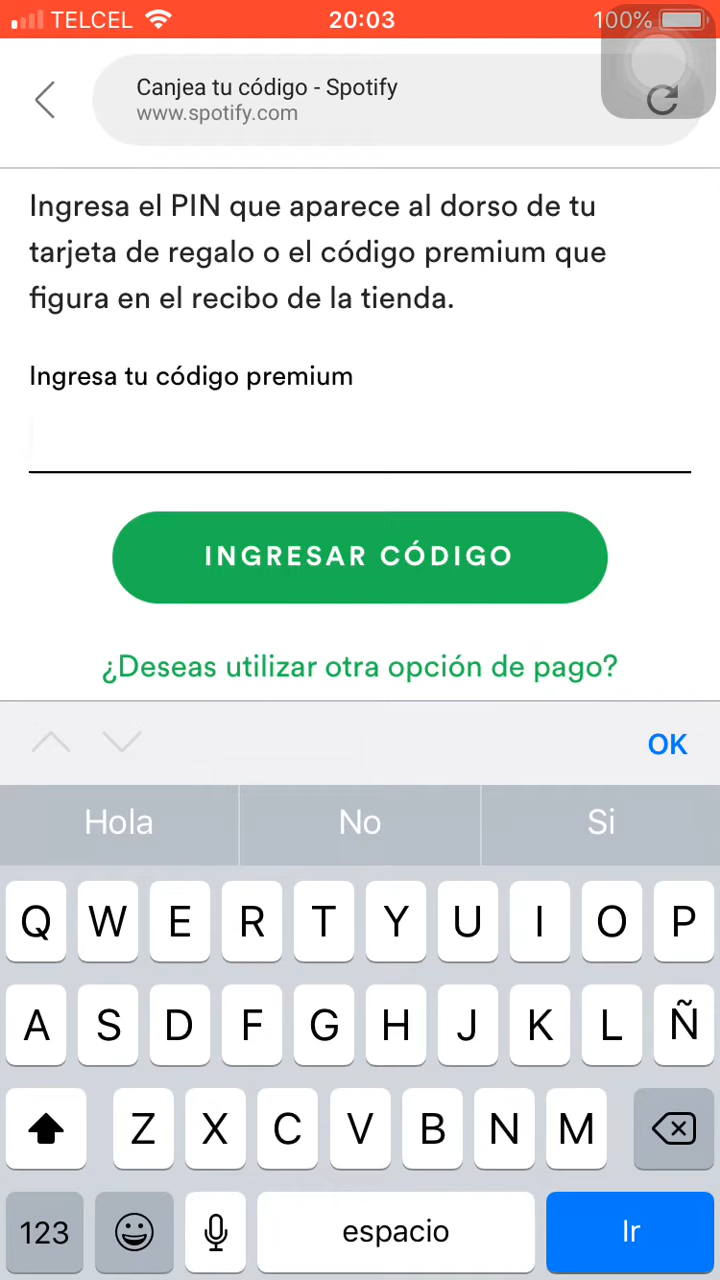 TELCEL 20:03 100%
Canjea tu código - Spotify
www.spotify.com
Ingresa el PIN que aparece al dorso de tu
tarjeta de regalo o el código premium que
figura en el recibo de la tienda.
Ingresa tu código premium
INGRESAR CÓDIGO
¿Deseas utilizar otra opción de pago?
OK
Hola No Si
Q W E R T Y U I O P
A S D F G H J K L Ñ
Z X C V B N M
123 espacio Ir